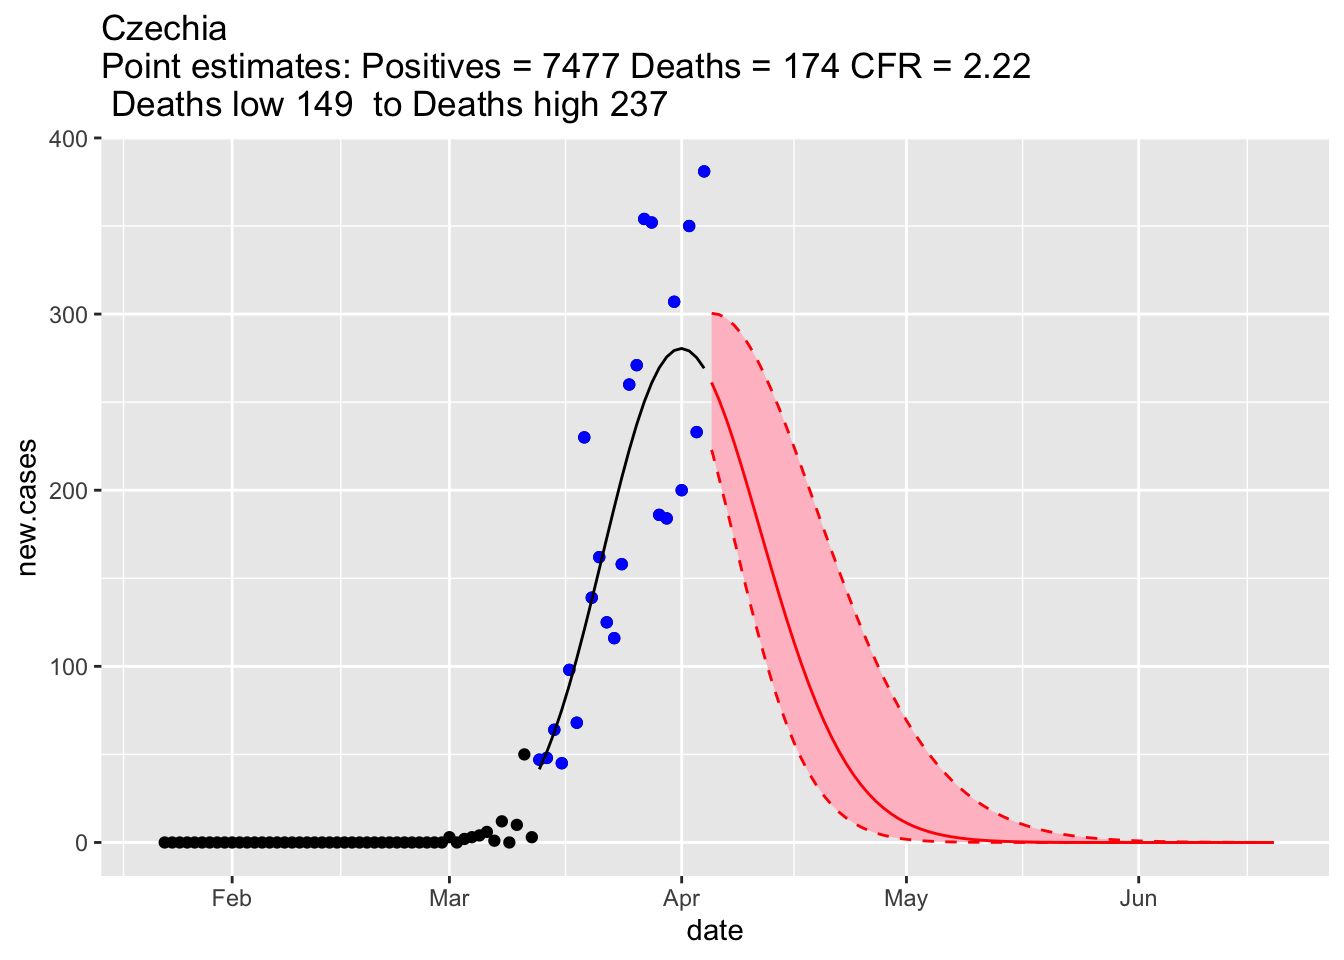 Czechia
Point estimates: Positives = 7477 Deaths = 174 CFR = 2.22
Deaths low 149  to Deaths high 237
400
300
200
100
0
new.cases
Feb Mar Apr May Jun
date